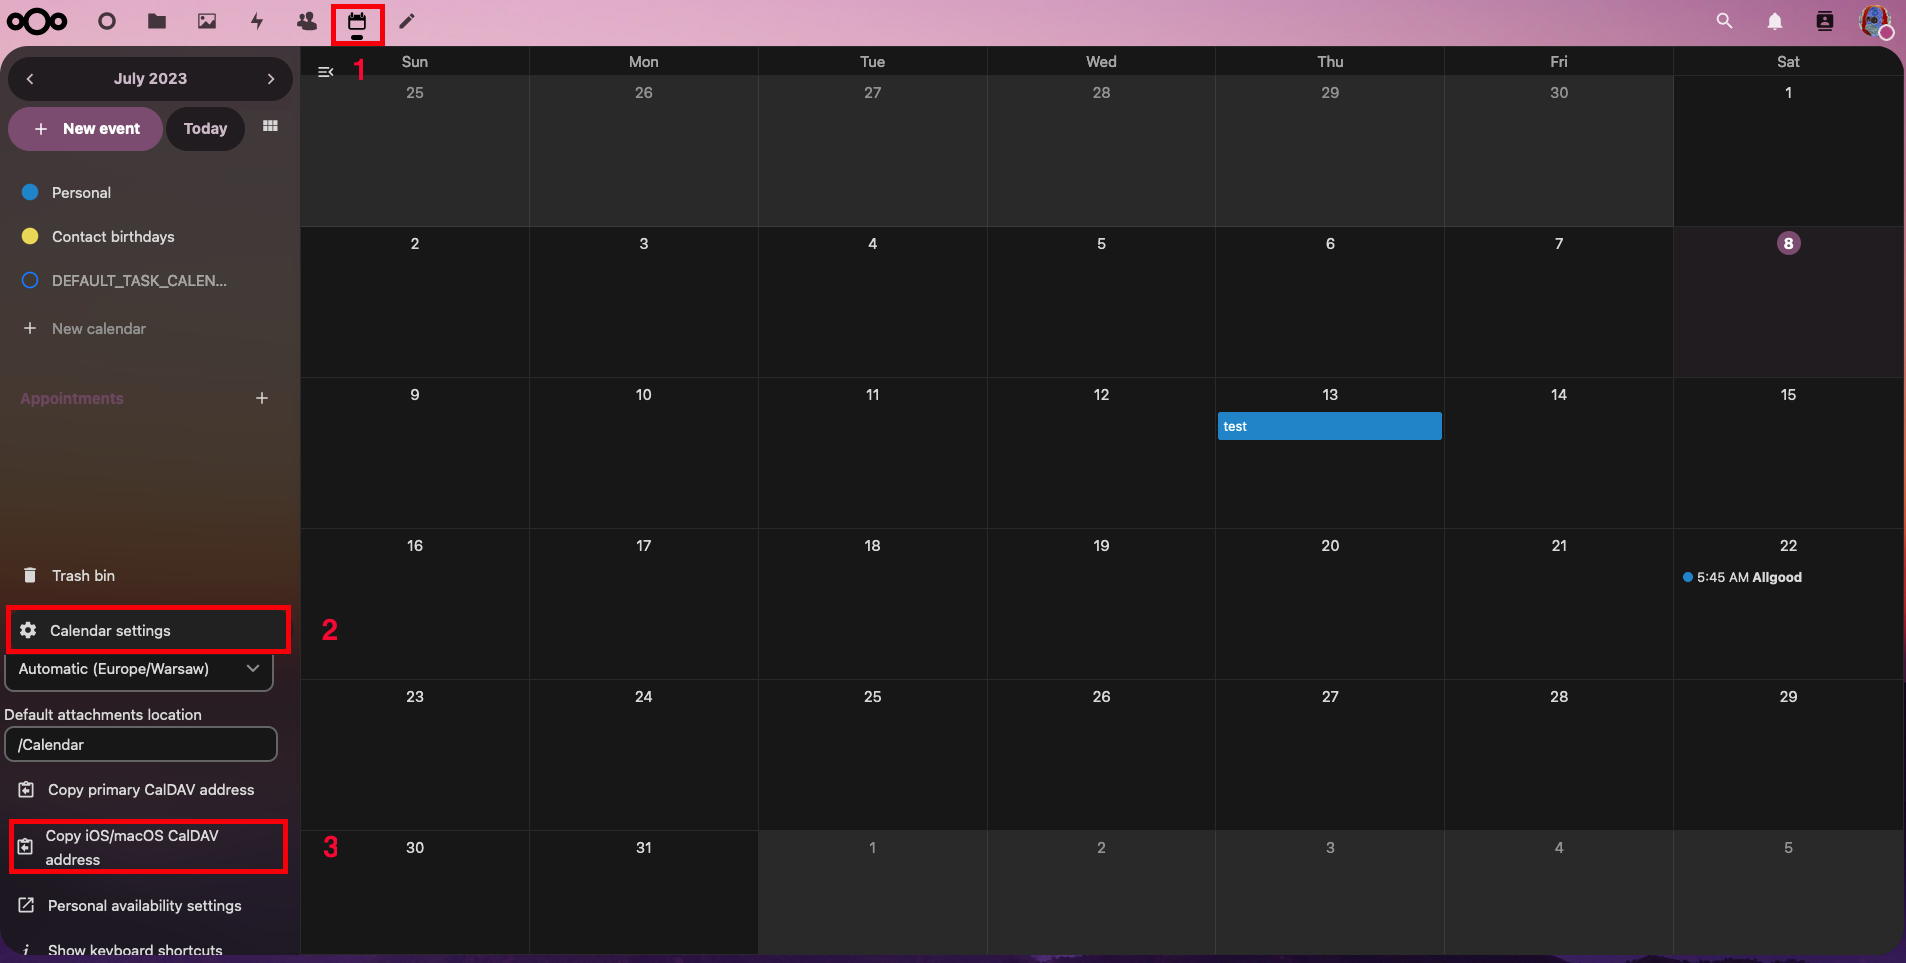 July 2023
New event
Today
Personal
Contact birthdays
DEFAULT_TASK_CALEN...
New calendar
Appointments
Trash bin
Calendar settings
Automatic (Europe/Warsaw)
Default attachments location
/Calendar
Copy primary CalDAV address
Copy iOS/macOS CalDAV
address
Personal availability settings
Show keyboard shortcuts
1
Sun Mon Tue Wed Thu Fri Sat
25 26 27 28 29 30 1
2 3 4 5 6 7 8
9 10 11 12 13 14 15
test
16 17 18 19 20 21 22
5:45 AM Allgood
2
23 24 25 26 27 28 29
3
30 31 1 2 3 4 5